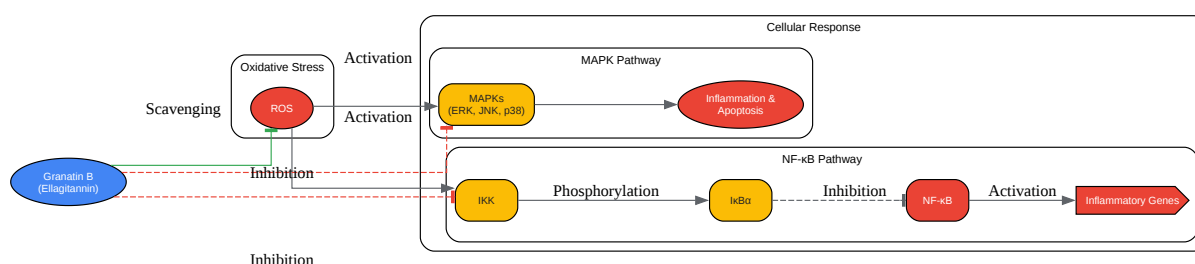 Cellular Response
Oxidative Stress
Activation
MAPK Pathway
ROS
MAPKs
(ERK, JNK, p38)
Inflammation &
Apoptosis
Scavenging
Activation
NF-κB Pathway
Granatin B
(Ellagitannin)
Inhibition
IKK
Phosphorylation
IκBα
Inhibition
NF-κB
Activation
Inflammatory Genes
Inhibition